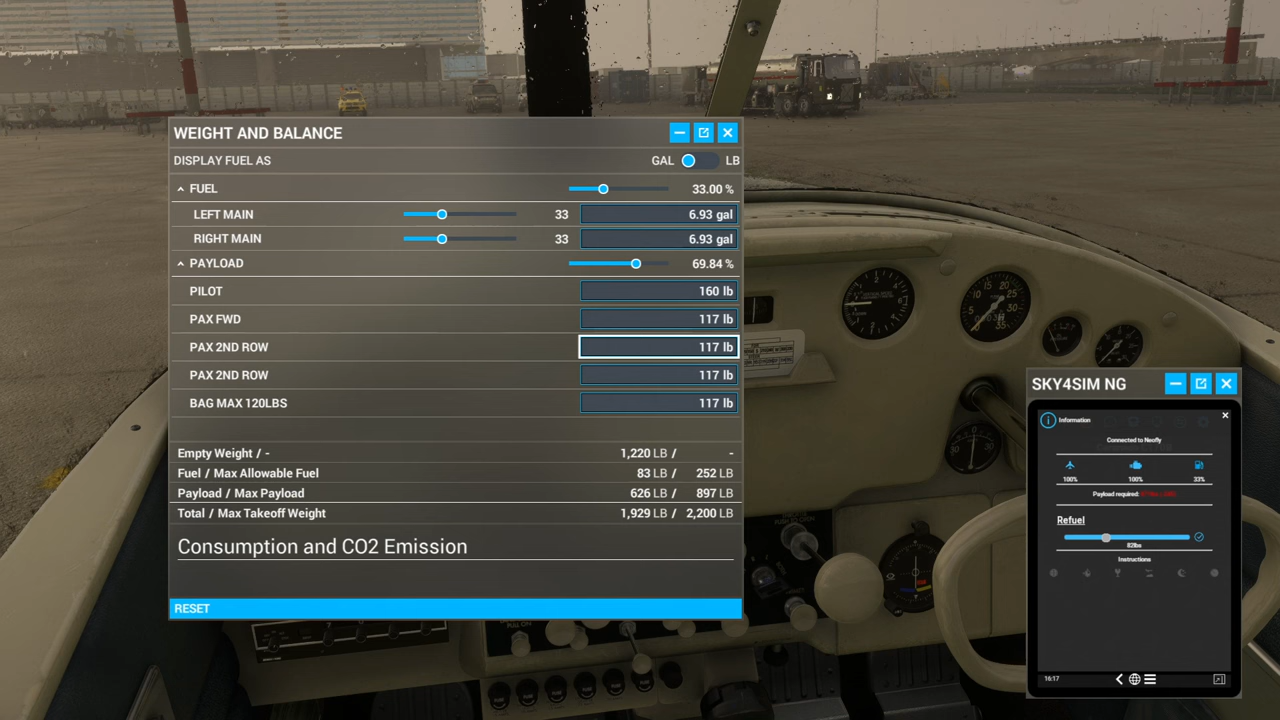 WEIGHT AND BALANCE
DISPLAY FUEL AS GAL LB
FUEL 33.00 %
LEFT MAIN 33 6.93 gal
RIGHT MAIN 33 6.93 gal
PAYLOAD 69.84 %
PILOT 160 lb
PAX FWD 117 lb
PAX 2ND ROW 117 lb
PAX 2ND ROW 117 lb
BAG MAX 120LBS 117 lb
Empty Weight / - 1,220 LB / -
Fuel / Max Allowable Fuel 83 LB / 252 LB
Payload / Max Payload 626 LB / 897 LB
Total / Max Takeoff Weight 1,929 LB / 2,200 LB
Consumption and CO2 Emission
RESET
SKY4SIM NG
Information
Connected to Neofly
100% 100% 33%
Payload required:
Refuel
82lbs
Instructions
16:17